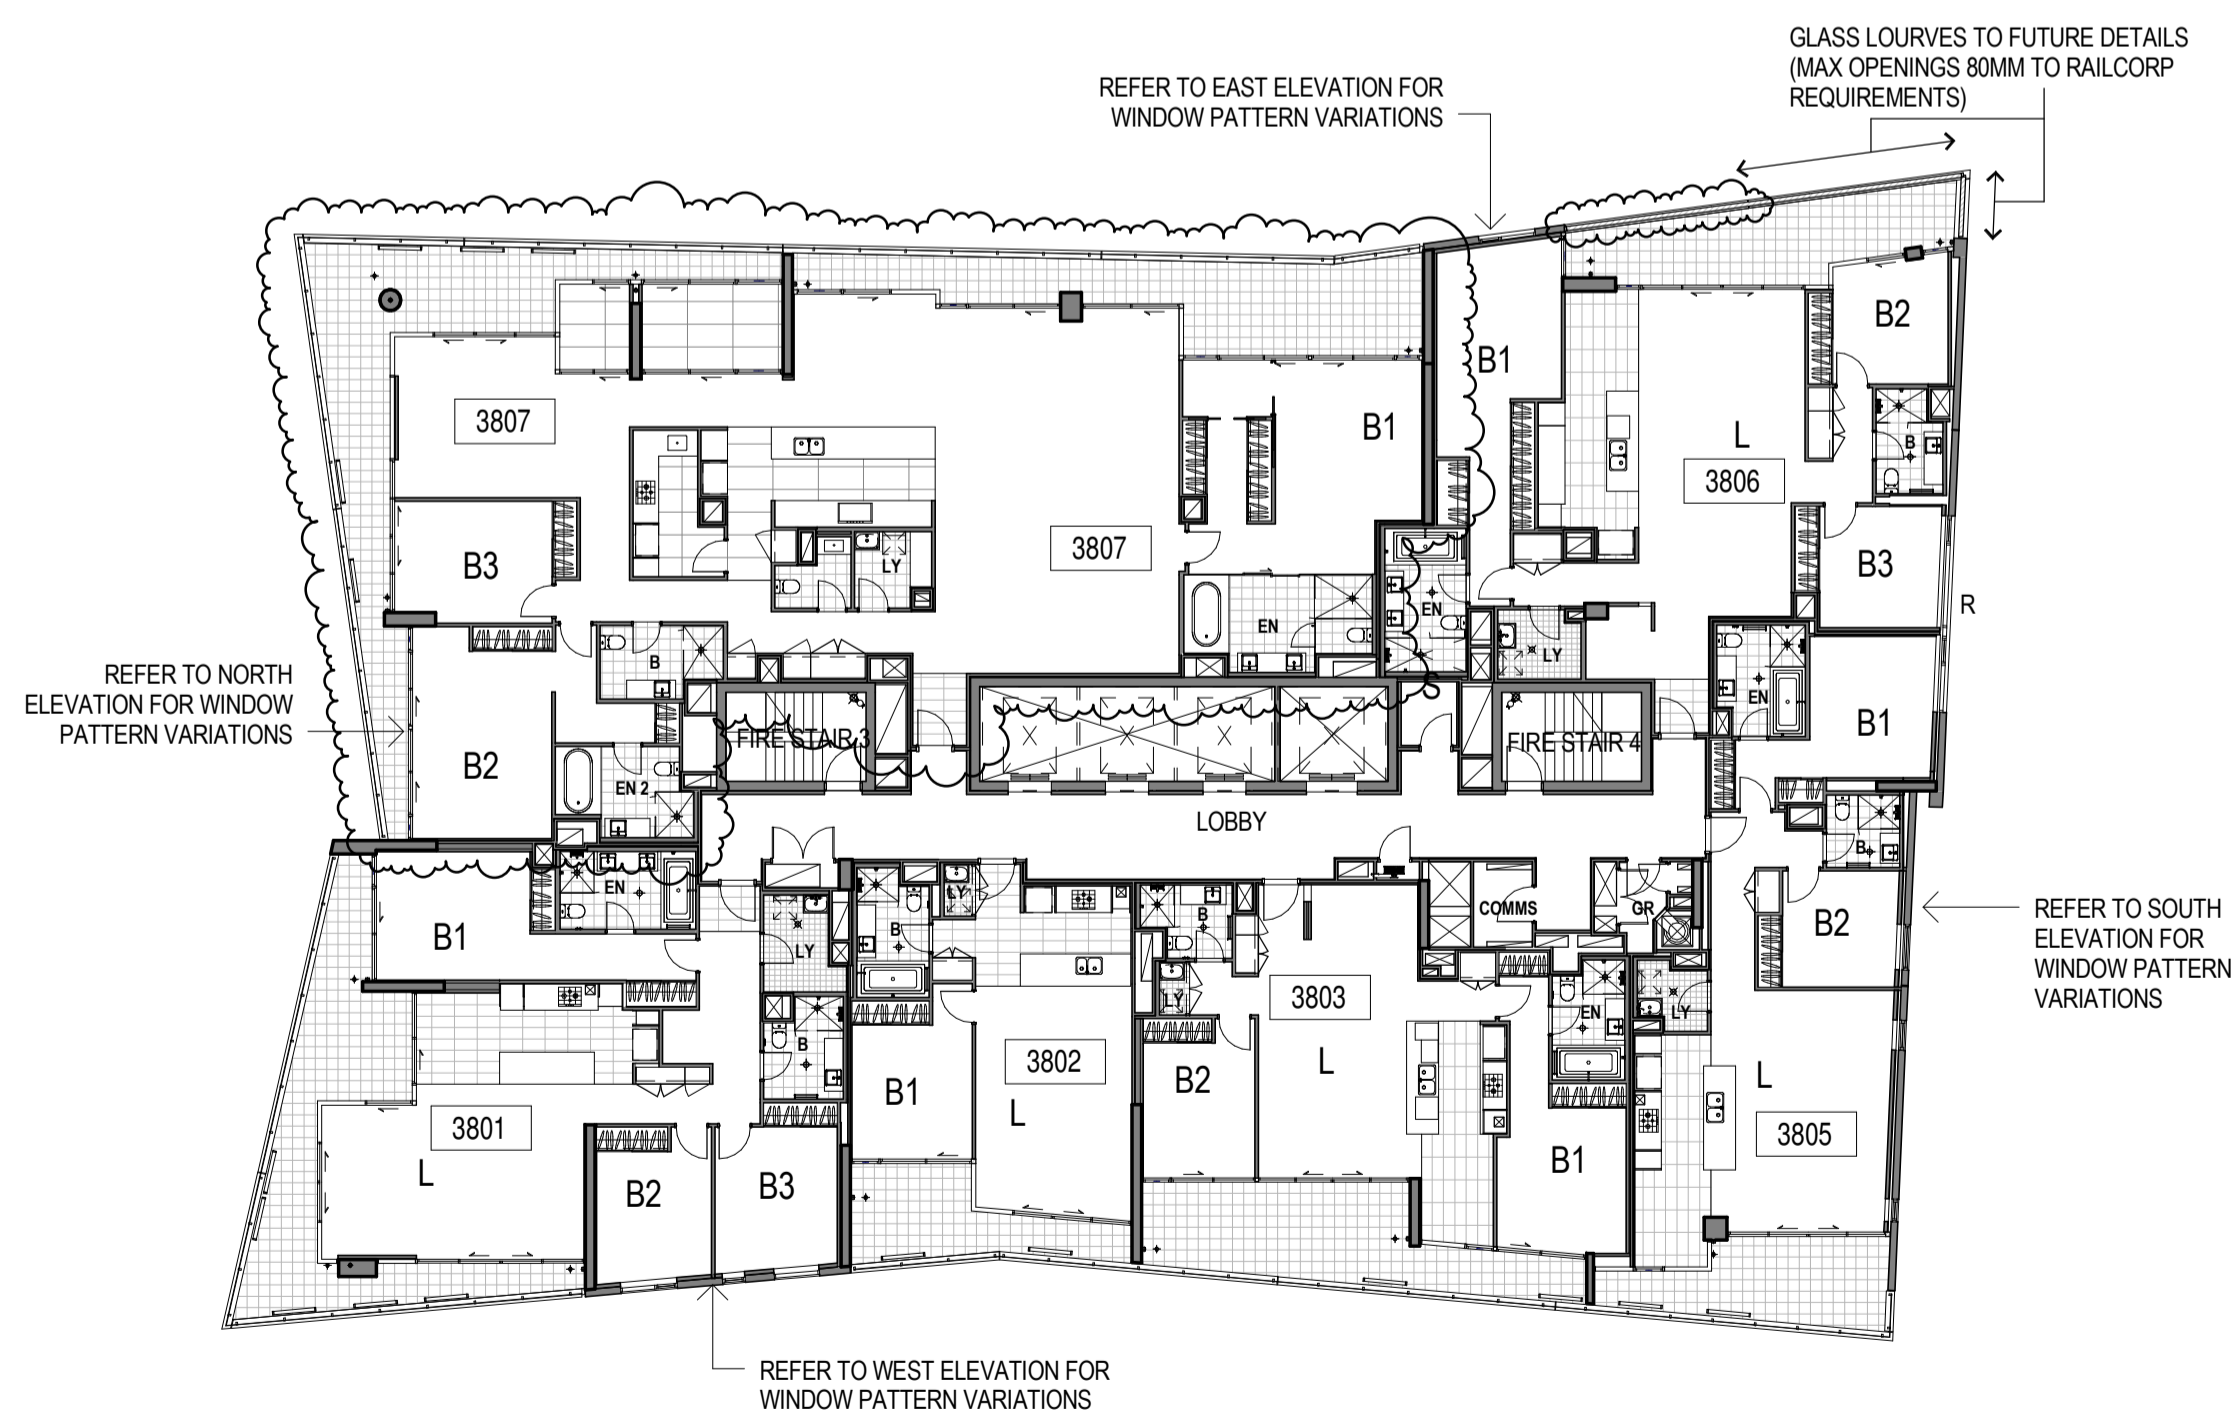 GLASS LOURVES TO FUTURE DETAILS
(MAX OPENINGS 80MM TO RAILCORP
REQUIREMENTS)
REFER TO EAST ELEVATION FOR
WINDOW PATTERN VARIATIONS
B2
B1
3807
B1
L
B
3806
3807
B3
LY
B3
R
EN
EN
B
LY
REFER TO NORTH
ELEVATION FOR WINDOW
PATTERN VARIATIONS
EN
B1
FIRE STAIR 3
FIRE STAIR 4
B2
EN 2
LOBBY
B
EN
LY
B1
B
B
LY
COMMS
GR
B2
REFER TO SOUTH
ELEVATION FOR
WINDOW PATTERN
VARIATIONS
LY
3803
EN
LY
B
3802
L
L
B1
B2
L
3801
3805
L
B2
B3
B1
REFER TO WEST ELEVATION FOR
WINDOW PATTERN VARIATIONS